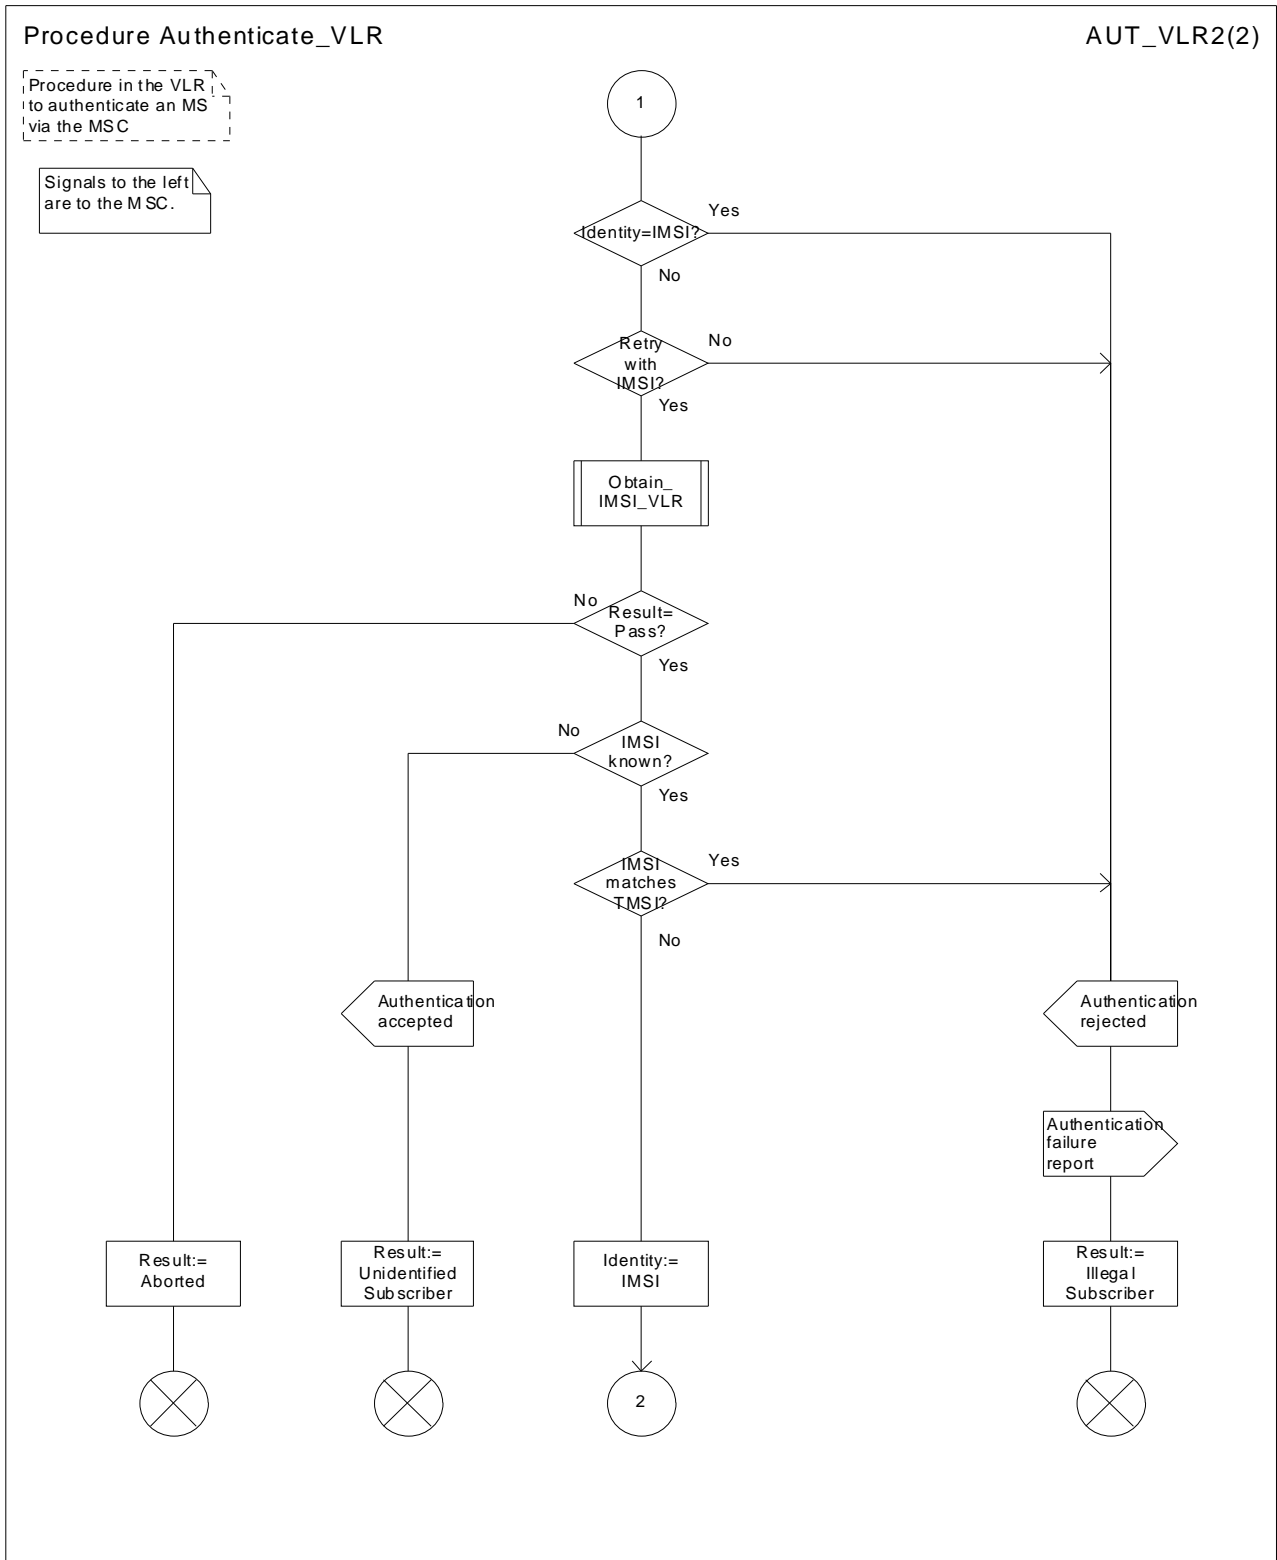 Procedure Authenticate_VLR
AUT_VLR2(2)
Procedure in the VLR
to authenticate an MS
via the MSC
Signals to the left
are to the MSC.
1
Identity=IMSI?
Yes
No
Retry
with
IMSI?
No
Yes
Obtain_
IMSI_VLR
No
Result=
Pass?
Yes
No
IMSI
known?
Yes
IMSI
matches
TMSI?
Yes
No
Authentication
accepted
Authentication
rejected
Authentication
failure
report
Result:=
Aborted
Result:=
Unidentified
Subscriber
Identity:=
IMSI
Result:=
Illegal
Subscriber
2